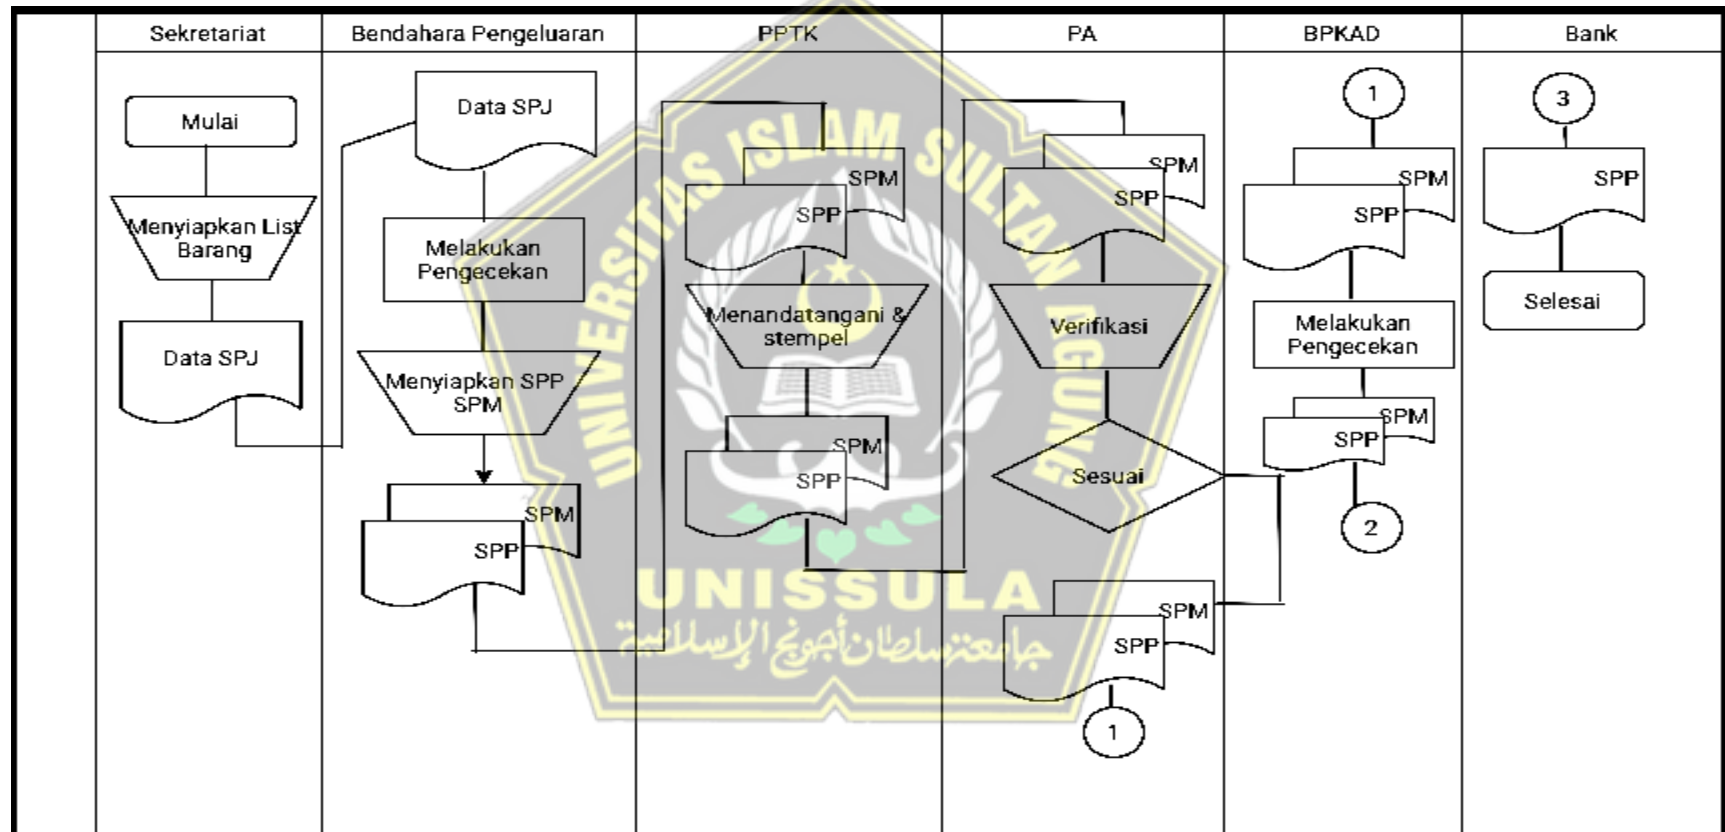 Sekretariat
Bendahara Pengeluaran
PPTK
PA
BPKAD
Bank
Mulai
Menyiapkan List
Barang
Data SPJ
Data SPJ
Melakukan
Pengecekan
Menyiapkan SPP
SPM
SPM
SPP
SPM
SPP
Menandatangani &
stempel
SPM
SPP
SPM
SPP
Verifikasi
Sesuai
SPM
SPP
1
1
SPM
SPP
Melakukan
Pengecekan
SPM
SPP
2
3
SPP
Selesai
UNIVERSITAS ISLAM SULTAN AGUNG
UNISSULA
جامعة سلطان أجونج الإسلامية